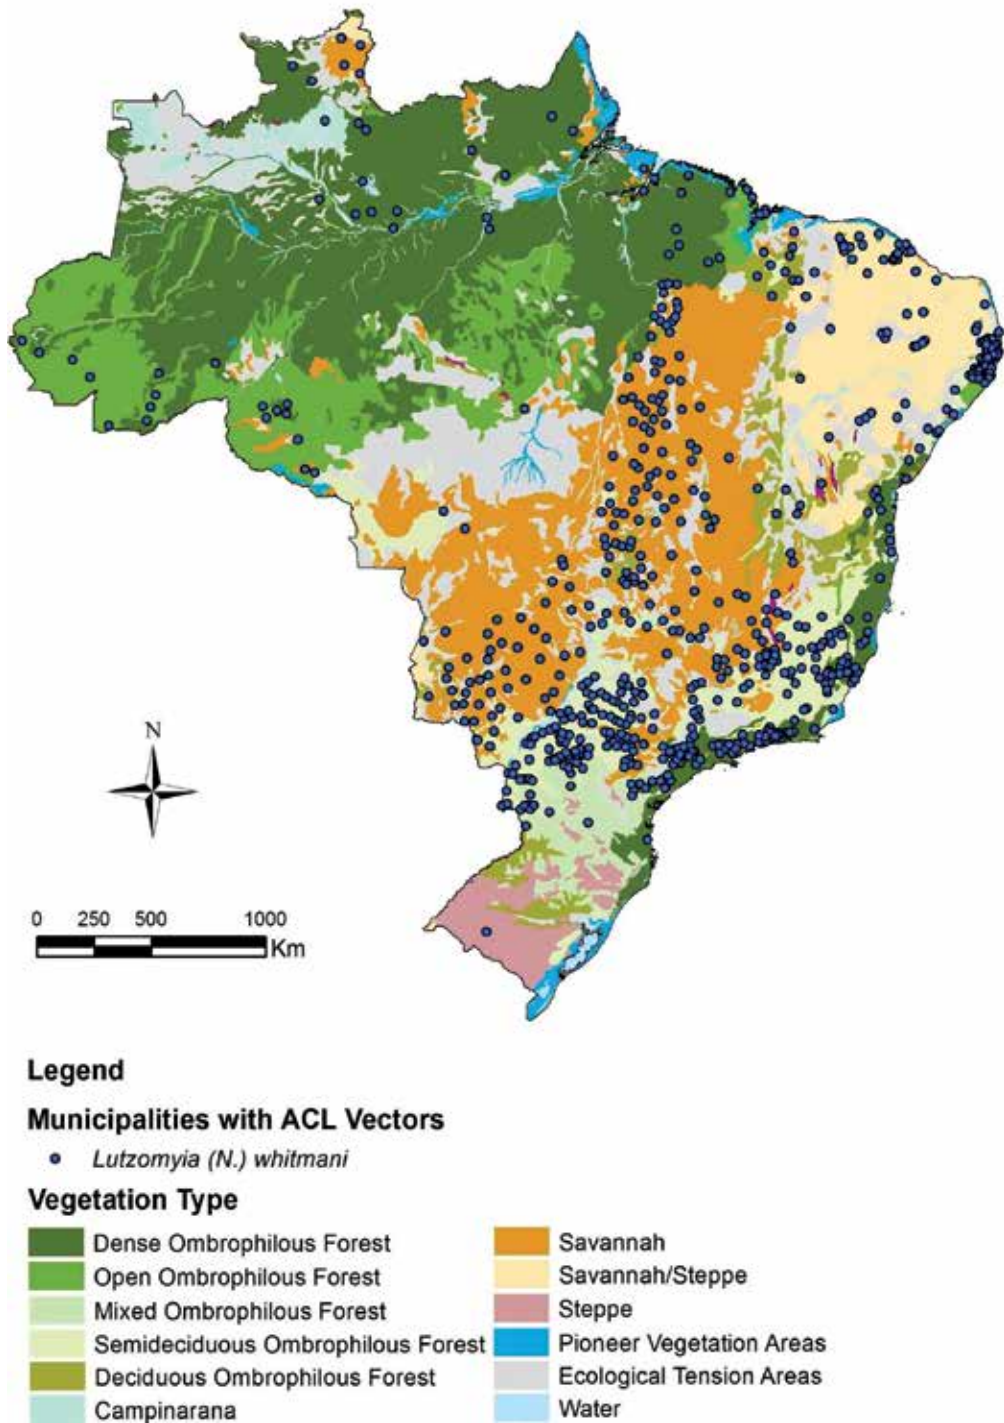 N
0 250 500 1000
Km
Legend
Municipalities with ACL Vectors
Lutzomyia (N.) whitmani
Vegetation Type
Dense Ombrophilous Forest
Open Ombrophilous Forest
Mixed Ombrophilous Forest
Semideciduous Ombrophilous Forest
Deciduous Ombrophilous Forest
Campinarana
Savannah
Savannah/Steppe
Steppe
Pioneer Vegetation Areas
Ecological Tension Areas
Water